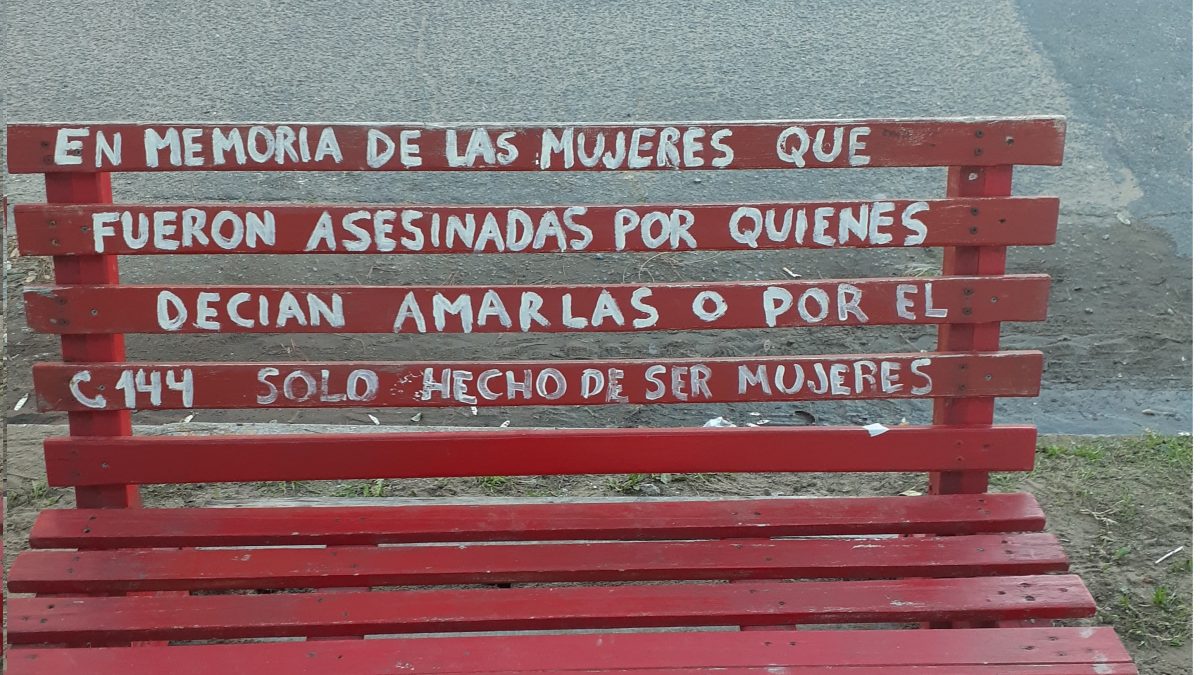 EN MEMORIA DE LAS MUJERES QUE
FUERON ASESINADAS POR QUIENES
DECIAN AMARLAS O POR EL
C 144 SOLO HECHO DE SER MUJERES